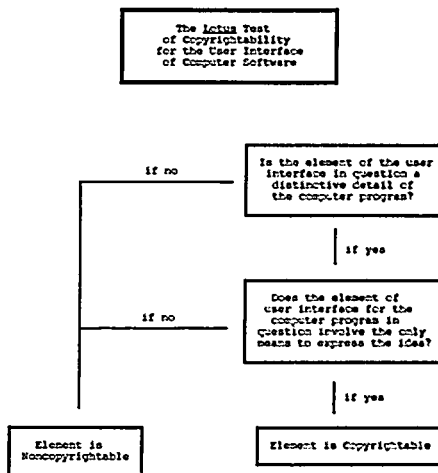 The Lotus Test
of Copyrightability
for the User Interface
of Computer Software
if no
Is the element of the user
interface in question a
distinctive detail of
the computer program?
if yes
if no
Does the element of
user interface for the
computer program in
question involve the only
means to express the idea?
if yes
Element is
Noncopyrightable
Element is Copyrightable